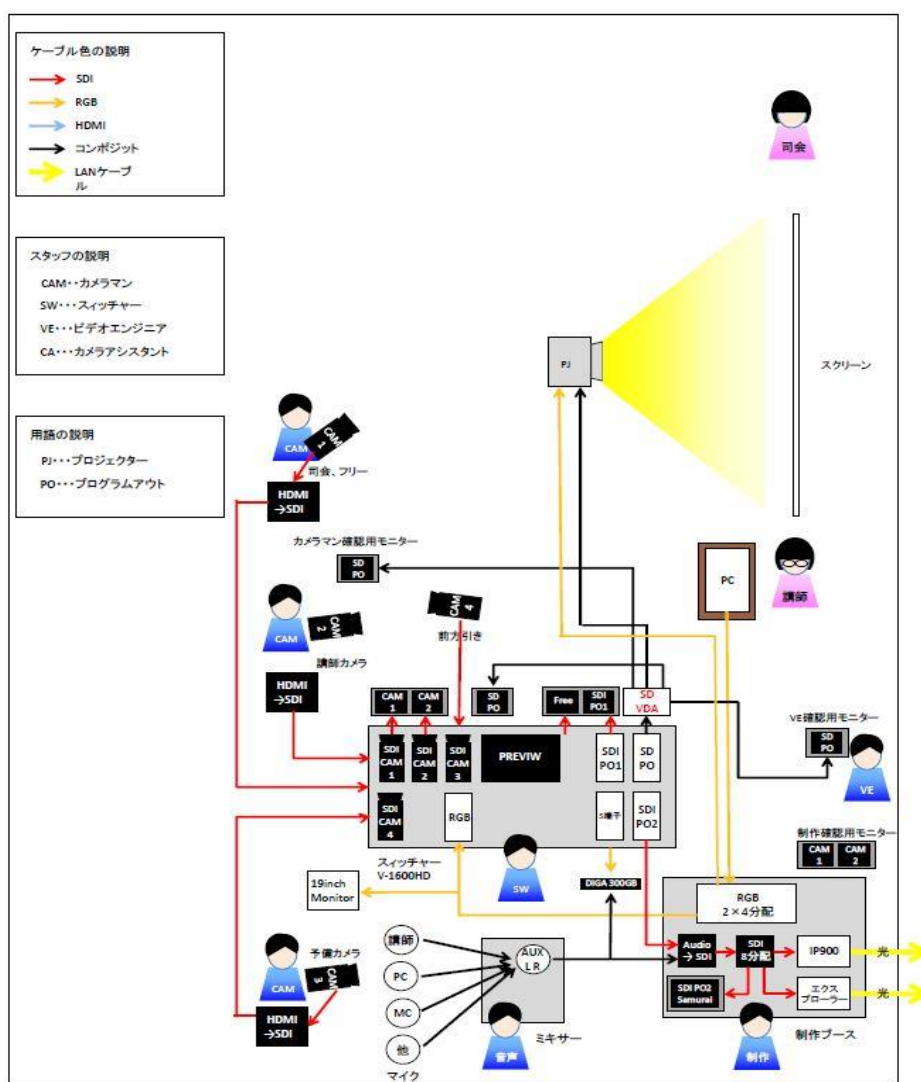 ケーブル色の説明
SDI
RGB
HDMI
コンポジット
LANケーブ
ル
スタッフの説明
CAM・・カメラマン
SW・・・スィッチャー
VE・・・ビデオエンジニア
CA・・・カメラアシスタント
用語の説明
PJ・・・プロジェクター
PO・・・プログラムアウト
司会
PJ
スクリーン
CAM
CAM
1
司会、フリー
HDMI
→SDI
カメラマン確認用モニター
SD
PO
PC
講師
CAM
CAM
2
講師カメラ
CAM
4
前方引き
HDMI
→SDI
CAM
1
CAM
2
SD
PO
Free
SDI
PO1
SD
VDA
VE確認用モニター
SD
PO
VE
SDI
CAM
1
SDI
CAM
2
SDI
CAM
3
PREVIW
SDI
PO1
SD
PO
SDI
CAM
4
RGB
S端子
SDI
PO2
スィッチャー
V-1600HD
SW
制作確認用モニター
CAM
1
CAM
2
19inch
Monitor
DIGA 300GB
RGB
2×4分配
予備カメラ
CAM
CAM
3
HDMI
→SDI
講師
PC
MC
他
マイク
AUX
LR
ミキサー
音声
Audio
→SDI
SDI
8分配
IP900
光
SDI PO2
Samurai
エクス
プローラー
光
制作
制作ブース